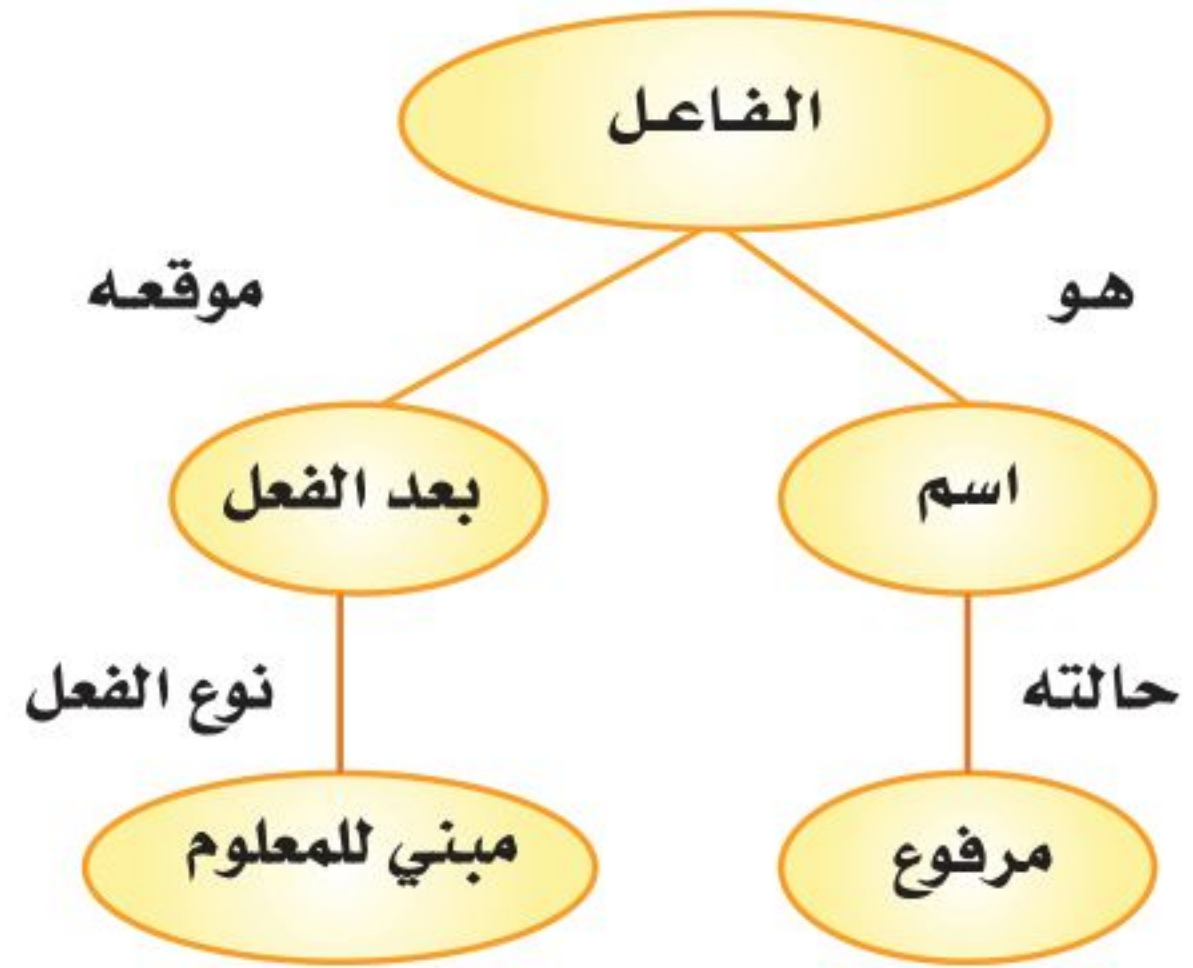 الفاعل
هو
موقعه
اسم
بعد الفعل
حالته
نوع الفعل
مرفوع
مبني للمعلوم